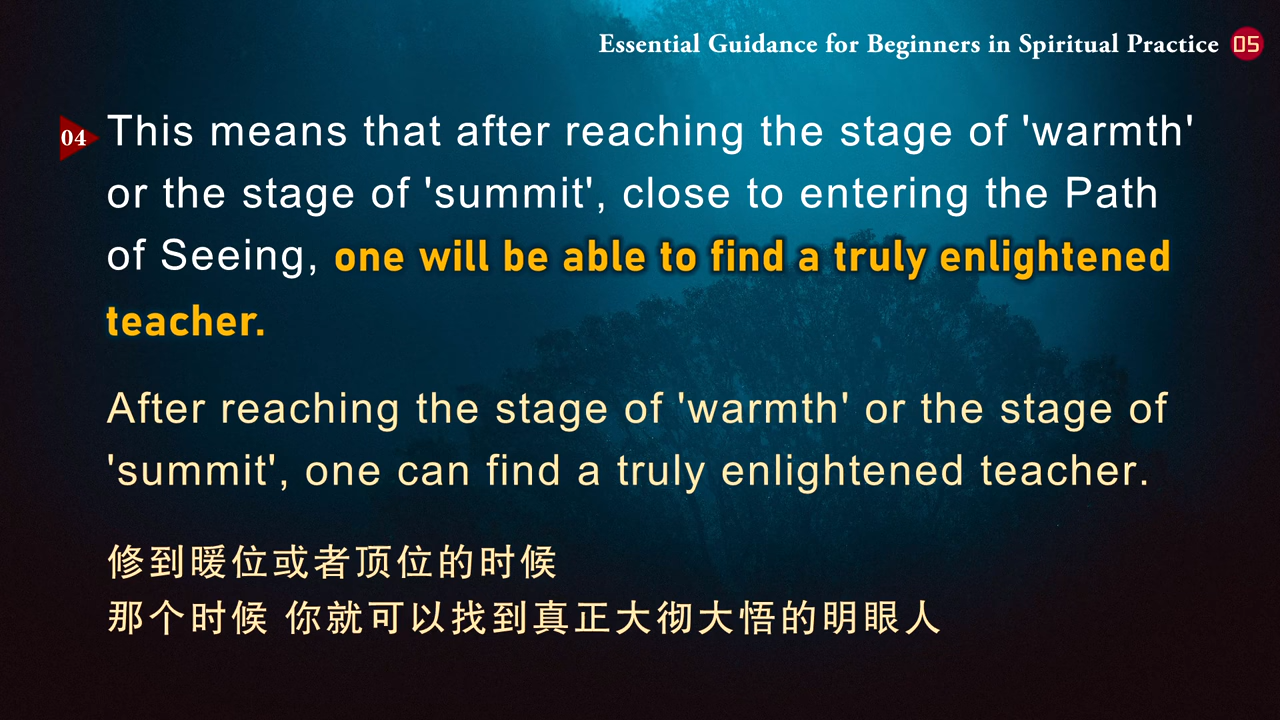 Essential Guidance for Beginners in Spiritual Practice 05
04 This means that after reaching the stage of 'warmth'
or the stage of 'summit', close to entering the Path
of Seeing, one will be able to find a truly enlightened
teacher.
After reaching the stage of 'warmth' or the stage of
'summit', one can find a truly enlightened teacher.
修到暖位或者顶位的时候
那个时候 你就可以找到真正大彻大悟的明眼人